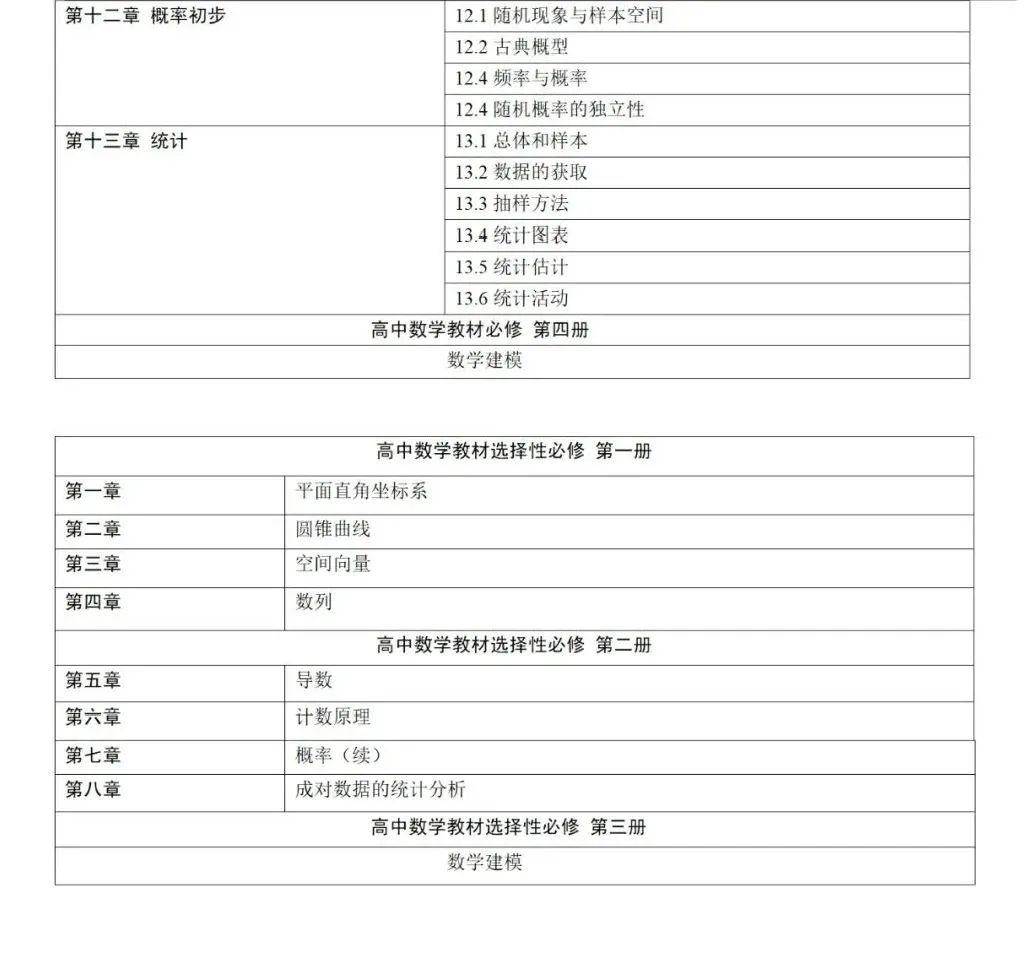 第十二章 概率初步
12.1 随机现象与样本空间
12.2 古典概型
12.4 频率与概率
12.4 随机概率的独立性
第十三章 统计
13.1 总体和样本
13.2 数据的获取
13.3 抽样方法
13.4 统计图表
13.5 统计估计
13.6 统计活动
高中数学教材必修 第四册
数学建模
高中数学教材选择性必修 第一册
第一章 平面直角坐标系
第二章 圆锥曲线
第三章 空间向量
第四章 数列
高中数学教材选择性必修 第二册
第五章 导数
第六章 计数原理
第七章 概率（续）
第八章 成对数据的统计分析
高中数学教材选择性必修 第三册
数学建模